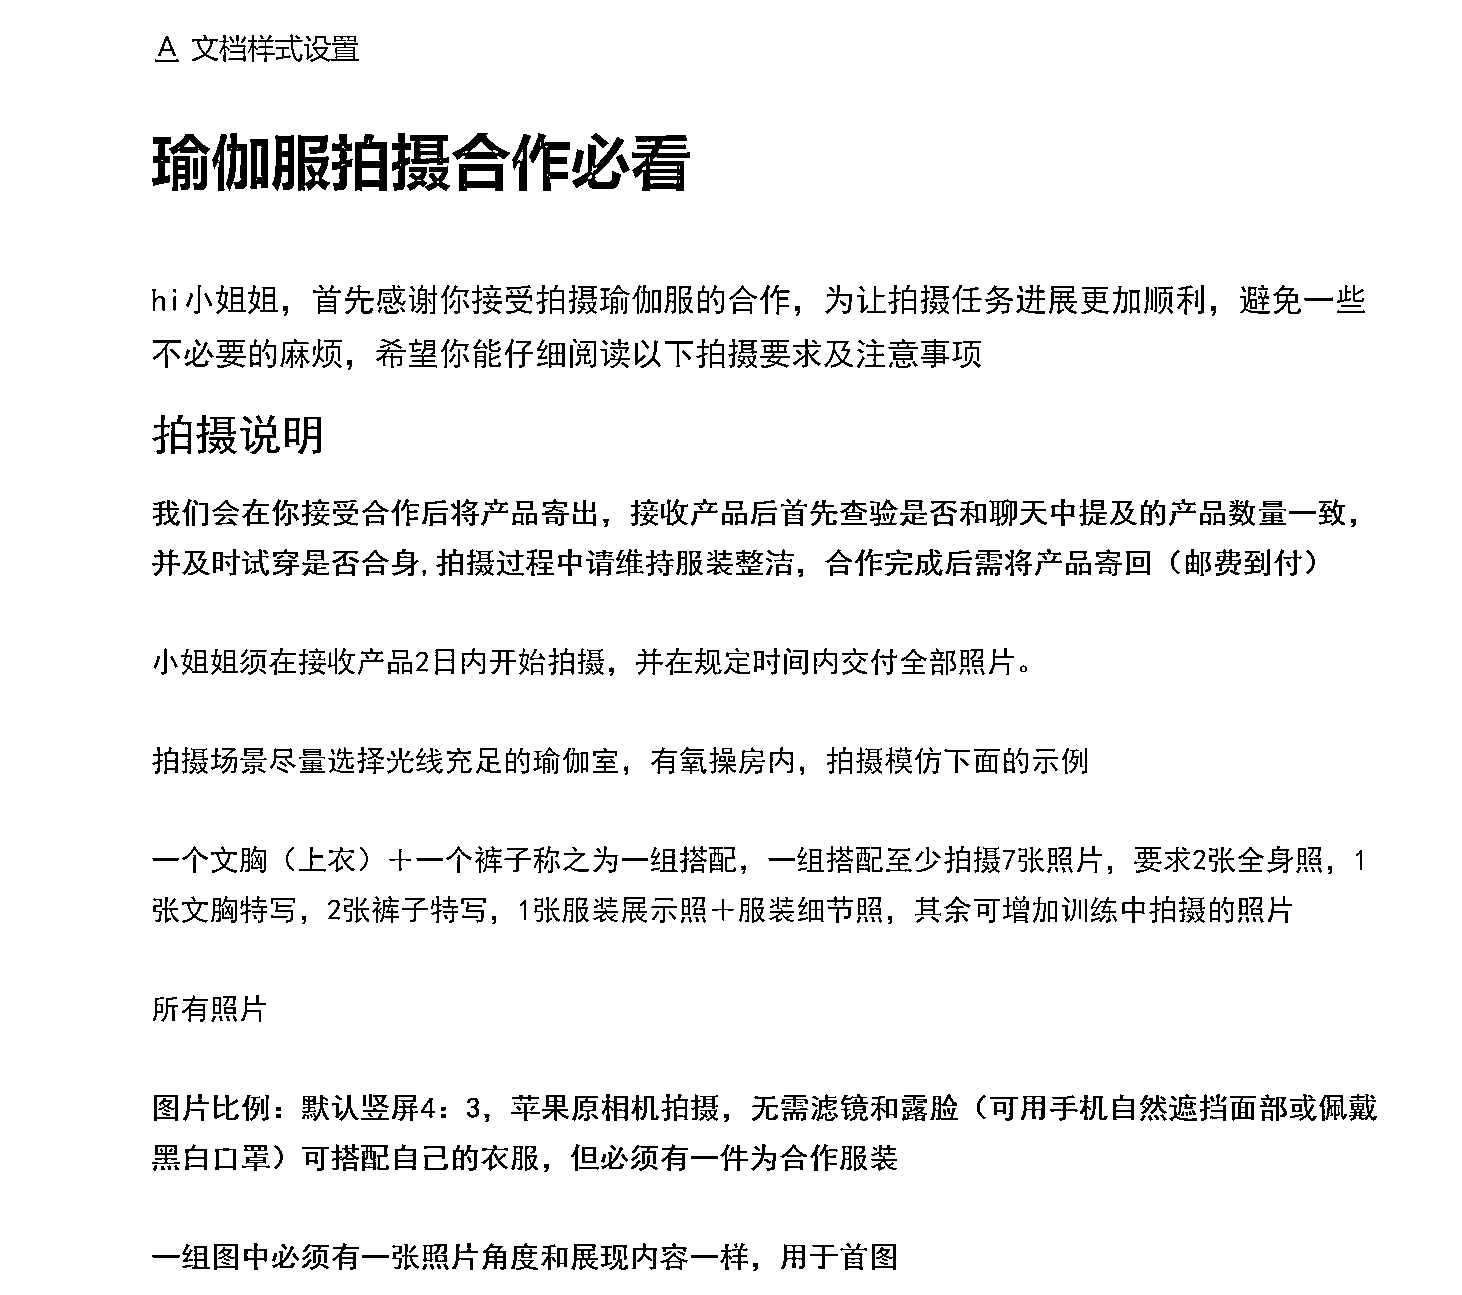 A 文档样式设置
瑜伽服拍摄合作必看
hi小姐姐，首先感谢你接受拍摄瑜伽服的合作，为让拍摄任务进展更加顺利，避免一些
不必要的麻烦，希望你能仔细阅读以下拍摄要求及注意事项
拍摄说明
我们会在你接受合作后将产品寄出，接收产品后首先查验是否和聊天中提及的产品数量一致，
并及时试穿是否合身,拍摄过程中请维持服装整洁，合作完成后需将产品寄回（邮费到付）
小姐姐须在接收产品2日内开始拍摄，并在规定时间内交付全部照片。
拍摄场景尽量选择光线充足的瑜伽室，有氧操房内，拍摄模仿下面的示例
一个文胸（上衣）＋一个裤子称之为一组搭配，一组搭配至少拍摄7张照片，要求2张全身照，1
张文胸特写，2张裤子特写，1张服装展示照＋服装细节照，其余可增加训练中拍摄的照片
所有照片
图片比例：默认竖屏4：3，苹果原相机拍摄，无需滤镜和露脸（可用手机自然遮挡面部或佩戴
黑白口罩）可搭配自己的衣服，但必须有一件为合作服装
一组图中必须有一张照片角度和展现内容一样，用于首图